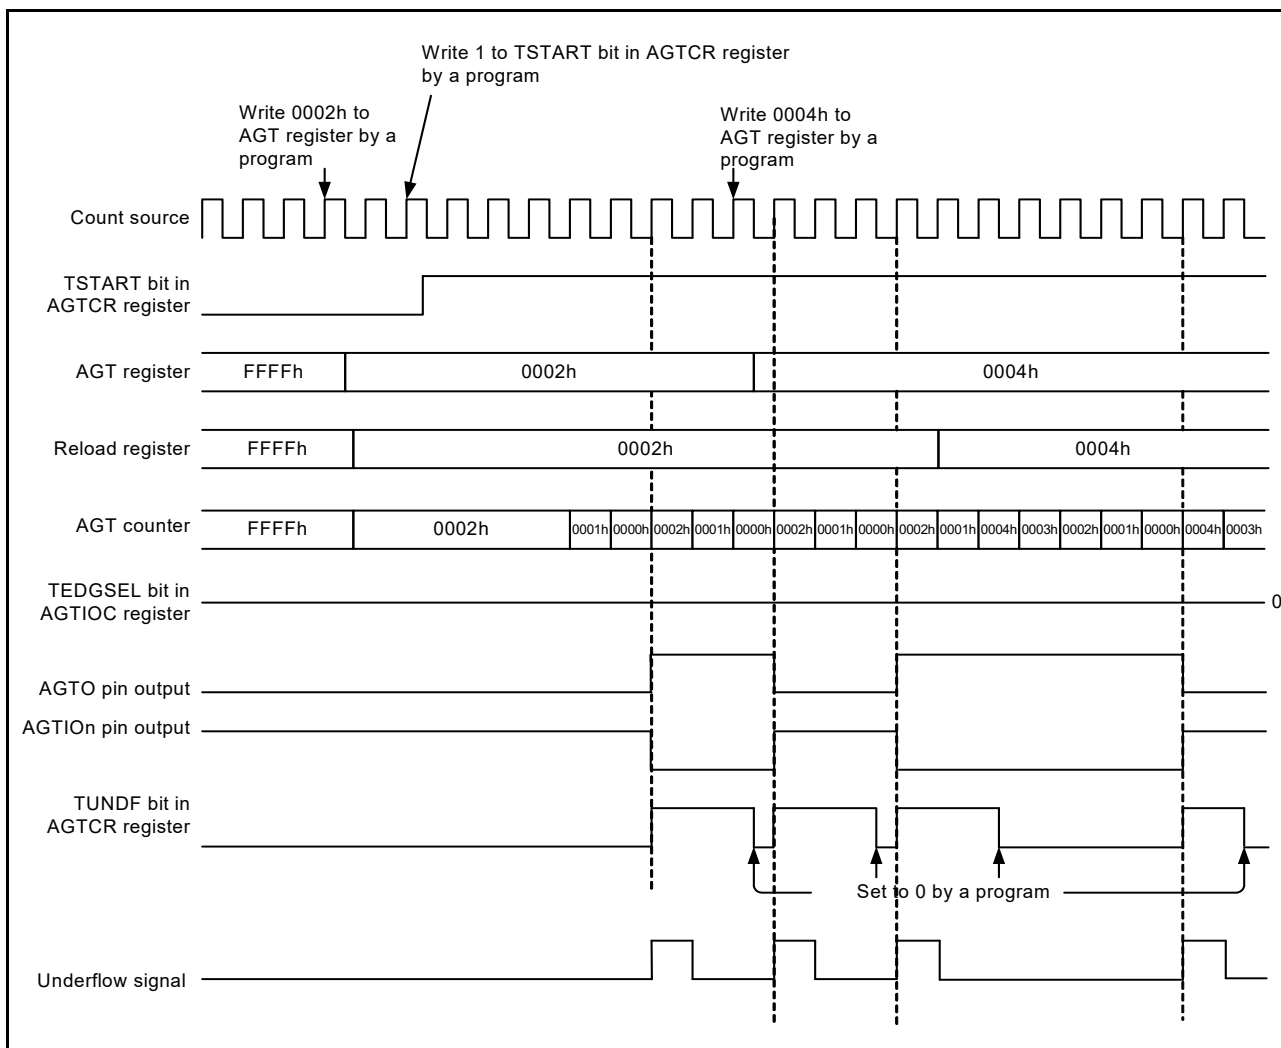 Write 1 to TSTART bit in AGTCR register
by a program
Write 0002h to
AGT register by a
program
Write 0004h to
AGT register by a
program
Count source
TSTART bit in
AGTCR register
AGT register
FFFFh
0002h
0004h
Reload register
FFFFh
0002h
0004h
AGT counter
FFFFh
0002h
0001h
0000h
0002h
0001h
0000h
0002h
0001h
0000h
0002h
0001h
0004h
0003h
0002h
0001h
0000h
0004h
0003h
TEDGSEL bit in
AGTIOC register
0
AGTO pin output
AGTIOn pin output
TUNDF bit in
AGTCR register
Set to 0 by a program
Underflow signal